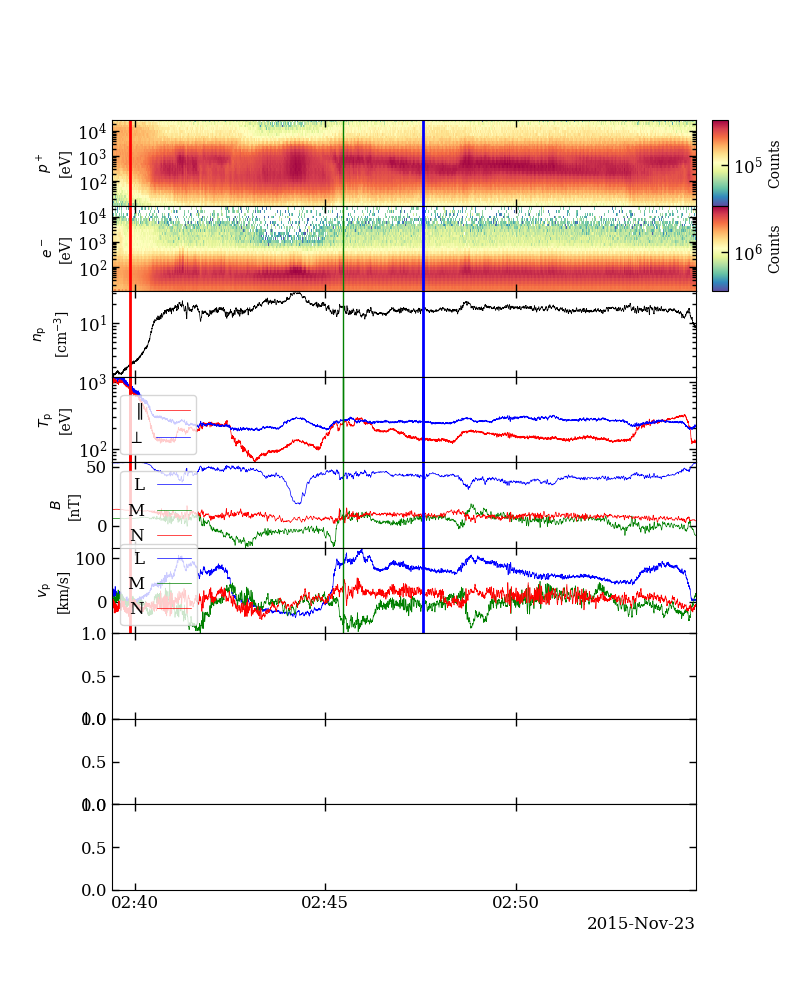 10^4
10^3
10^2
p^+
[eV]
10^5
Counts
10^4
10^3
10^2
e^-
[eV]
10^6
Counts
10^1
n_p
[cm^{-3}]
10^3
10^2
T_p
[eV]
∥
⊥
50
0
B
[nT]
L
M
N
100
0
v_p
[km/s]
L
M
N
1.0
0.5
0.0
1.0
0.5
0.0
1.0
0.5
0.0
02:40
02:45
02:50
2015-Nov-23